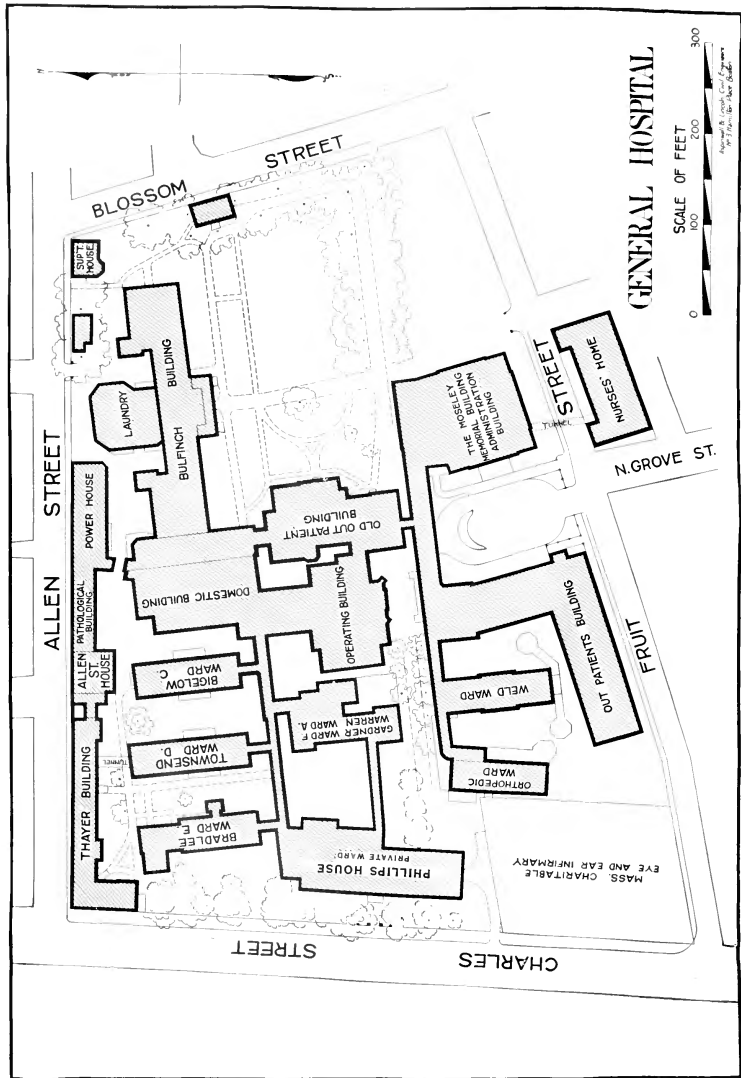 BLOSSOM STREET
SUP'T.
HOUSE
ALLEN STREET
LAUNDRY
BULFINCH BUILDING
POWER HOUSE
PATHOLOGICAL
BUILDING
ALLEN
ST.
HOUSE
THAYER BUILDING
TUNNEL
DOMESTIC BUILDING
OLD OUT PATIENT
BUILDING
OPERATING BUILDING
BIGELOW
WARD C.
TOWNSEND
WARD D.
BRADLEE
WARD E.
GARDNER WARD A.
WARREN WARD F.
PHILLIPS HOUSE
PRIVATE WARD.
THE MOSELEY
MEMORIAL BUILDING
ADMINISTRATION
BUILDING
TUNNEL
NURSES' HOME
N. GROVE ST.
FRUIT STREET
OUT PATIENTS BUILDING
WELD WARD
ORTHOPEDIC
WARD
MASS. CHARITABLE
EYE AND EAR INFIRMARY
CHARLES STREET
GENERAL HOSPITAL
SCALE OF FEET
0 100 200 300